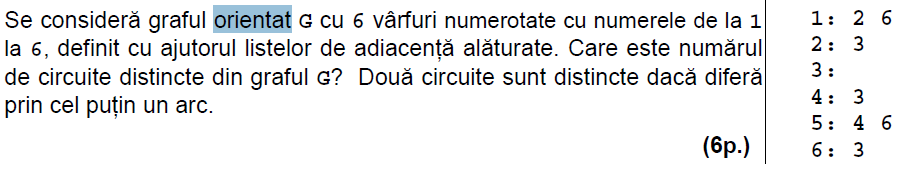 Se consideră graful orientat G cu 6 vârfuri numerotate cu numerele de la 1
la 6, definit cu ajutorul listelor de adiacență alăturate. Care este numărul
de circuite distincte din graful G? Două circuite sunt distincte dacă diferă
prin cel puțin un arc.
(6p.)
1: 2 6
2: 3
3:
4: 3
5: 4 6
6: 3